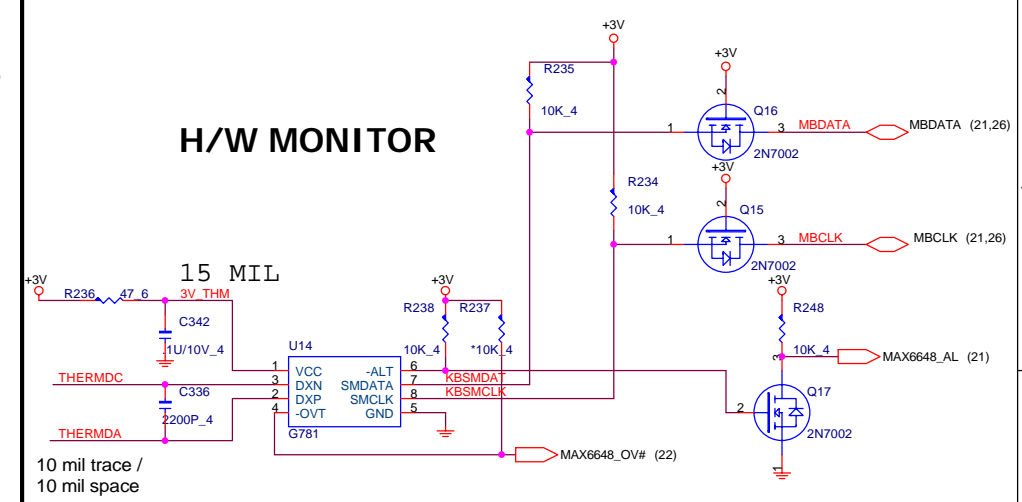 H/W MONITOR
+3V
R235
10K_4
+3V
2
Q16
1
3
MBDATA
MBDATA (21,26)
2N7002
+3V
R234
10K_4
2
Q15
1
3
MBCLK
MBCLK (21,26)
2N7002
15 MIL
+3V
R236
47_6
3V_THM
C342
.1U/10V_4
+3V
R238
R237
10K_4
*10K_4
+3V
R248
10K_4
3
MAX6648_AL (21)
U14
1
VCC
-ALT
6
THERMDC
3
DXN
SMDATA
7
KBSMDAT
2
DXP
SMCLK
8
KBSMCLK
4
-OVT
GND
5
G781
C336
2200P_4
THERMDA
2
Q17
2N7002
1
MAX6648_OV# (22)
10 mil trace /
10 mil space